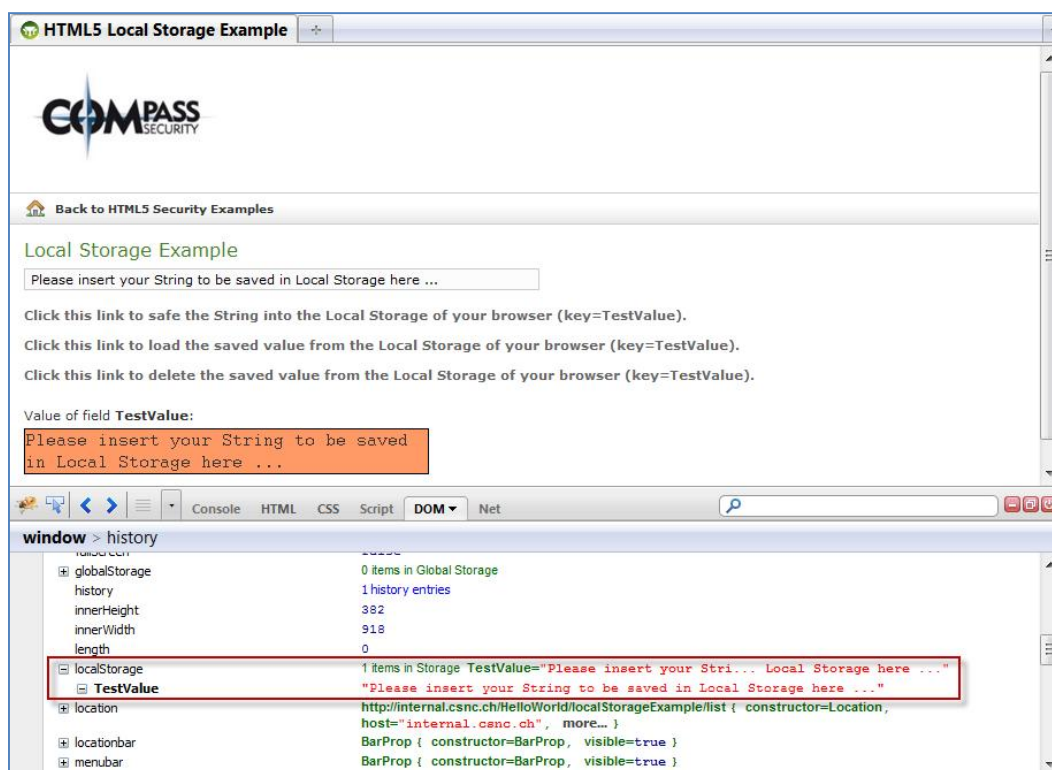 HTML5 Local Storage Example
COMPASS
SECURITY
Back to HTML5 Security Examples
Local Storage Example
Please insert your String to be saved in Local Storage here ...
Click this link to safe the String into the Local Storage of your browser (key=TestValue).
Click this link to load the saved value from the Local Storage of your browser (key=TestValue).
Click this link to delete the saved value from the Local Storage of your browser (key=TestValue).
Value of field TestValue:
Please insert your String to be saved
in Local Storage here ...
Console HTML CSS Script DOM Net
window > history
fullScreen false
globalStorage 0 items in Global Storage
history 1 history entries
innerHeight 382
innerWidth 918
length 0
localStorage 1 items in Storage TestValue="Please insert your Stri... Local Storage here ..."
TestValue "Please insert your String to be saved in Local Storage here ..."
location http://internal.csnc.ch/HelloWorld/localStorageExample/list { constructor=Location,
host="internal.csnc.ch", more... }
locationbar BarProp { constructor=BarProp, visible=true }
menubar BarProp { constructor=BarProp, visible=true }